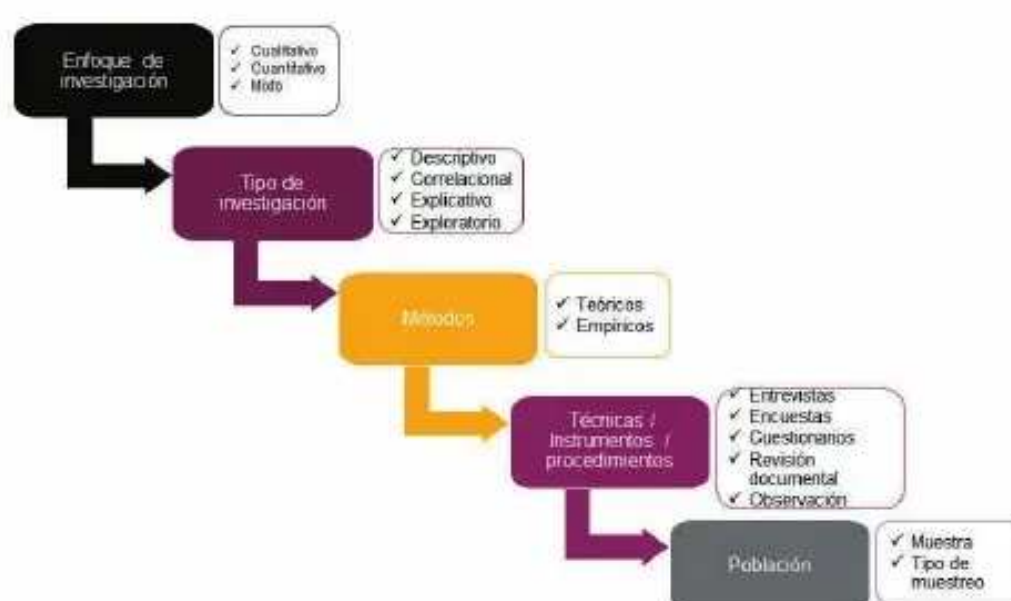 Enfoque de
investigación
✓ Cualitativo
✓ Cuantitativo
✓ Mixto
Tipo de
investigación
✓ Descriptivo
✓ Correlacional
✓ Explicativo
✓ Exploratorio
Métodos
✓ Teóricos
✓ Empíricos
Técnicas /
Instrumentos /
procedimientos
✓ Entrevistas
✓ Encuestas
✓ Cuestionarios
✓ Revisión
documental
✓ Observación
Población
✓ Muestra
✓ Tipo de
muestreo